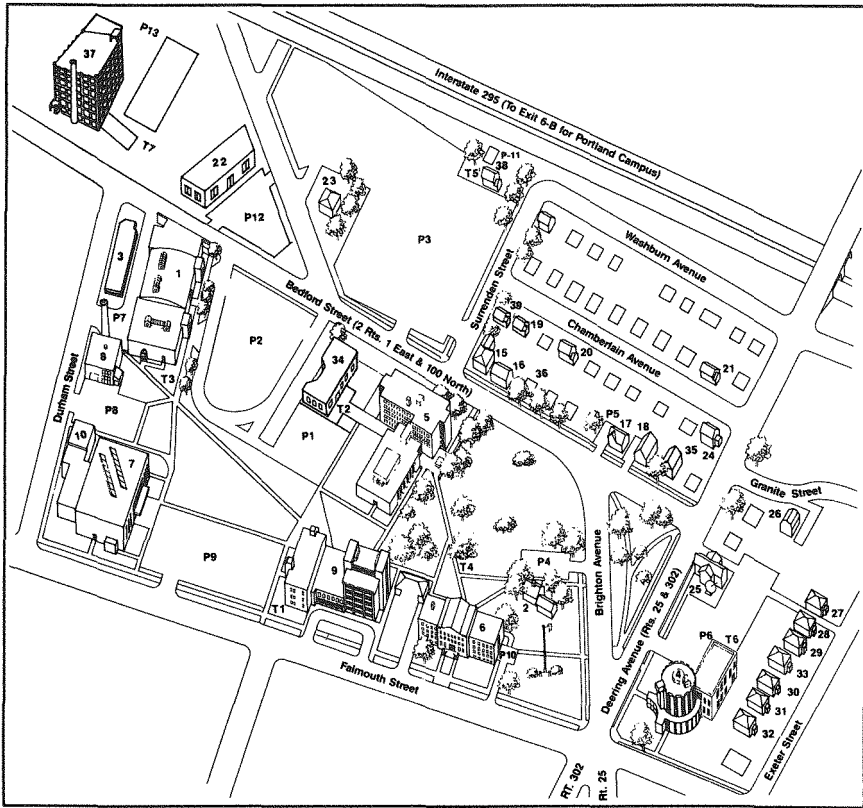 37
P13
T7
22
P12
23
P-11
T5
38
Interstate 295 (To Exit 6-B for Portland Campus)
P3
Surrenden Street
Washburn Avenue
Chamberlain Avenue
3
1
P7
8
T3
P2
Bedford Street (2 Rts. 1 East & 100 North)
34
T2
P1
5
39
19
15
16
20
36
21
P5
17
18
35
24
Durham Street
P8
10
7
P9
T1
9
T4
P4
2
6
P10
Falmouth Street
Brighton Avenue
Granite Street
26
25
Deering Avenue (Rts. 25 & 302)
P6
T6
4
27
28
29
33
30
31
32
Exeter Street
RT. 302
Rt. 25